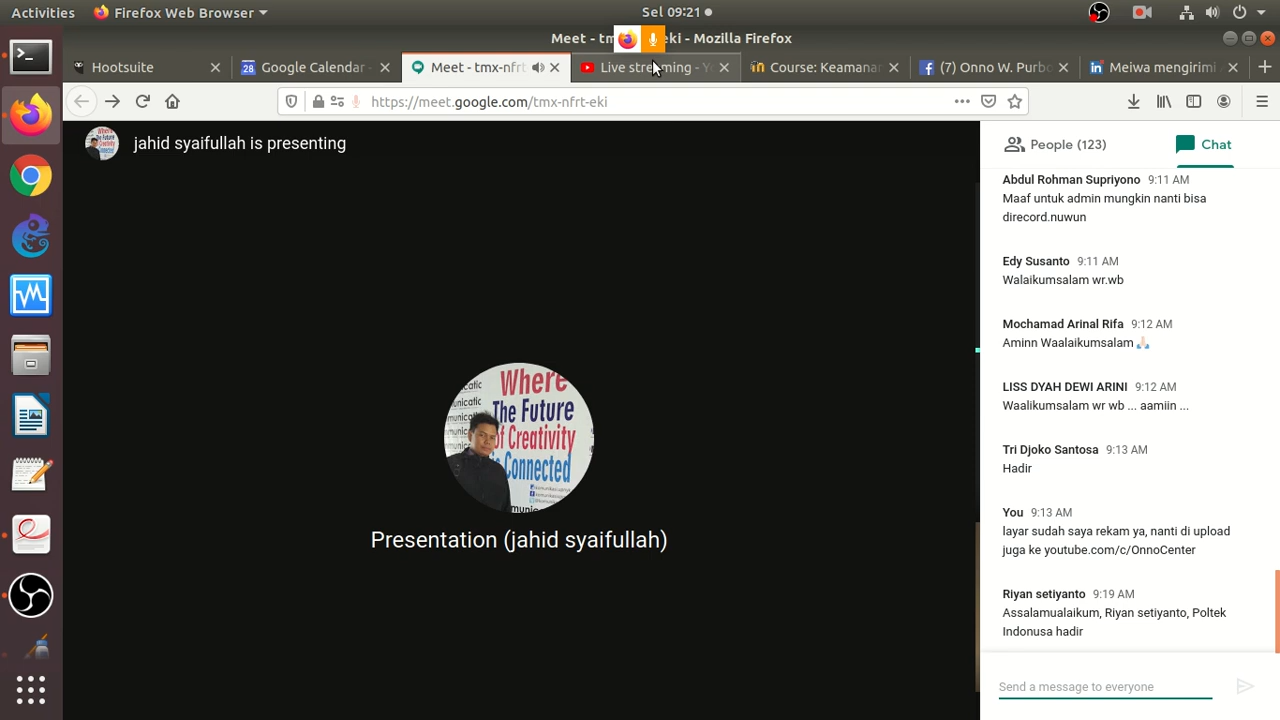 Activities
Firefox Web Browser
Sel 09:21
Meet - tm
eki - Mozilla Firefox
Hootsuite
Google Calendar -
Meet - tmx-nfrt-
Live streaming - Y
Course: Keamanan
(7) Onno W. Purbo
Meiwa mengirimi
https://meet.google.com/tmx-nfrt-eki
jahid syaifullah is presenting
Where
The Future
of Creativity
is Connected
Presentation (jahid syaifullah)
People (123)
Chat
Abdul Rohman Supriyono 9:11 AM
Maaf untuk admin mungkin nanti bisa
direcord.nuwun
Edy Susanto 9:11 AM
Walaikumsalam wr.wb
Mochamad Arinal Rifa 9:12 AM
Aminn Waalaikumsalam🙏🏻
LISS DYAH DEWI ARINI 9:12 AM
Waalikumsalam wr wb ... aamiin ...
Tri Djoko Santosa 9:13 AM
Hadir
You 9:13 AM
layar sudah saya rekam ya, nanti di upload
juga ke youtube.com/c/OnnoCenter
Riyan setiyanto 9:19 AM
Assalamualaikum, Riyan setiyanto, Poltek
Indonusa hadir
Send a message to everyone